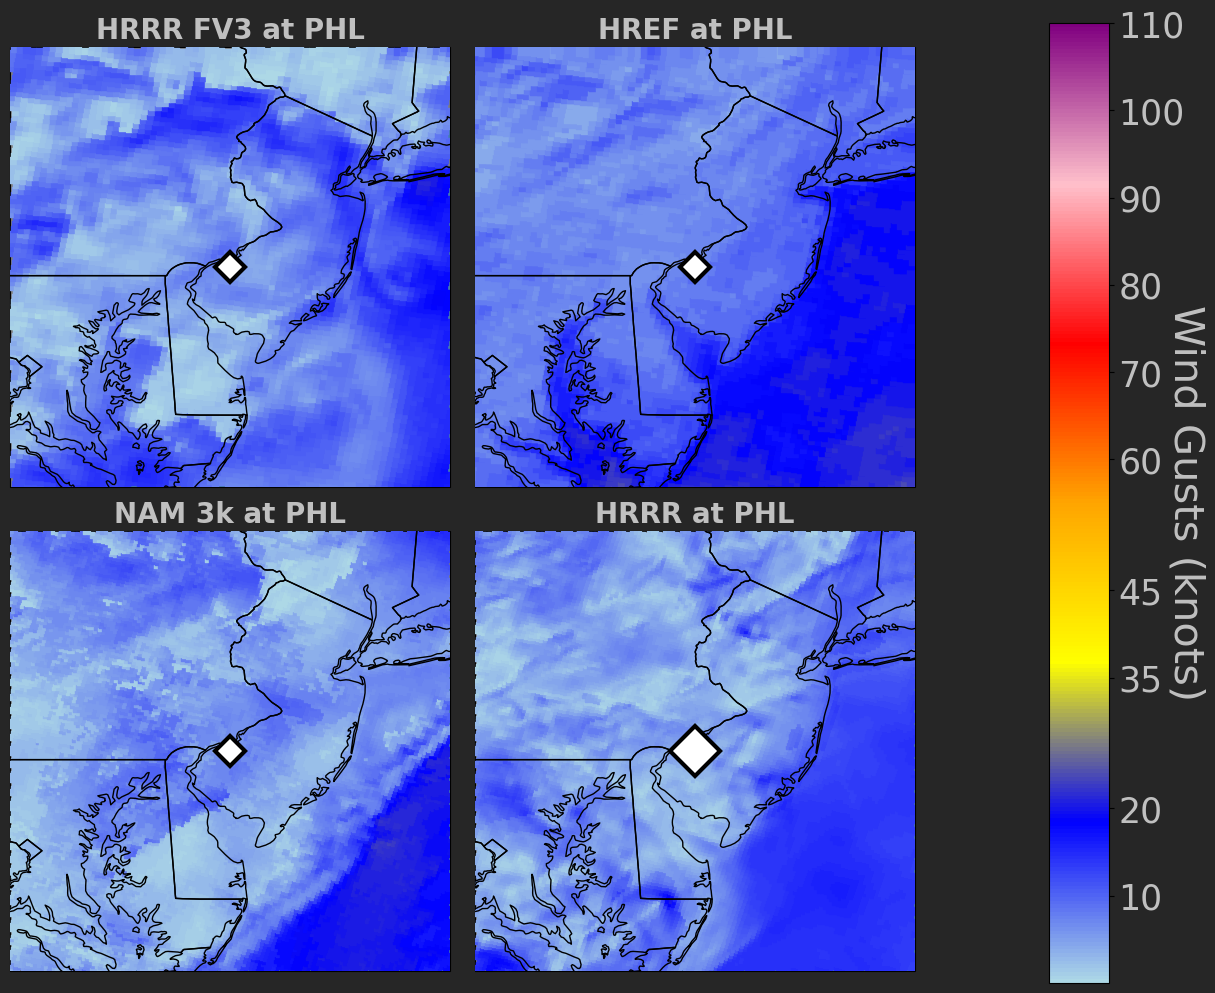 HRRR FV3 at PHL
HREF at PHL
NAM 3k at PHL
HRRR at PHL
110
100
90
80
70
60
45
35
20
10
Wind Gusts (knots)